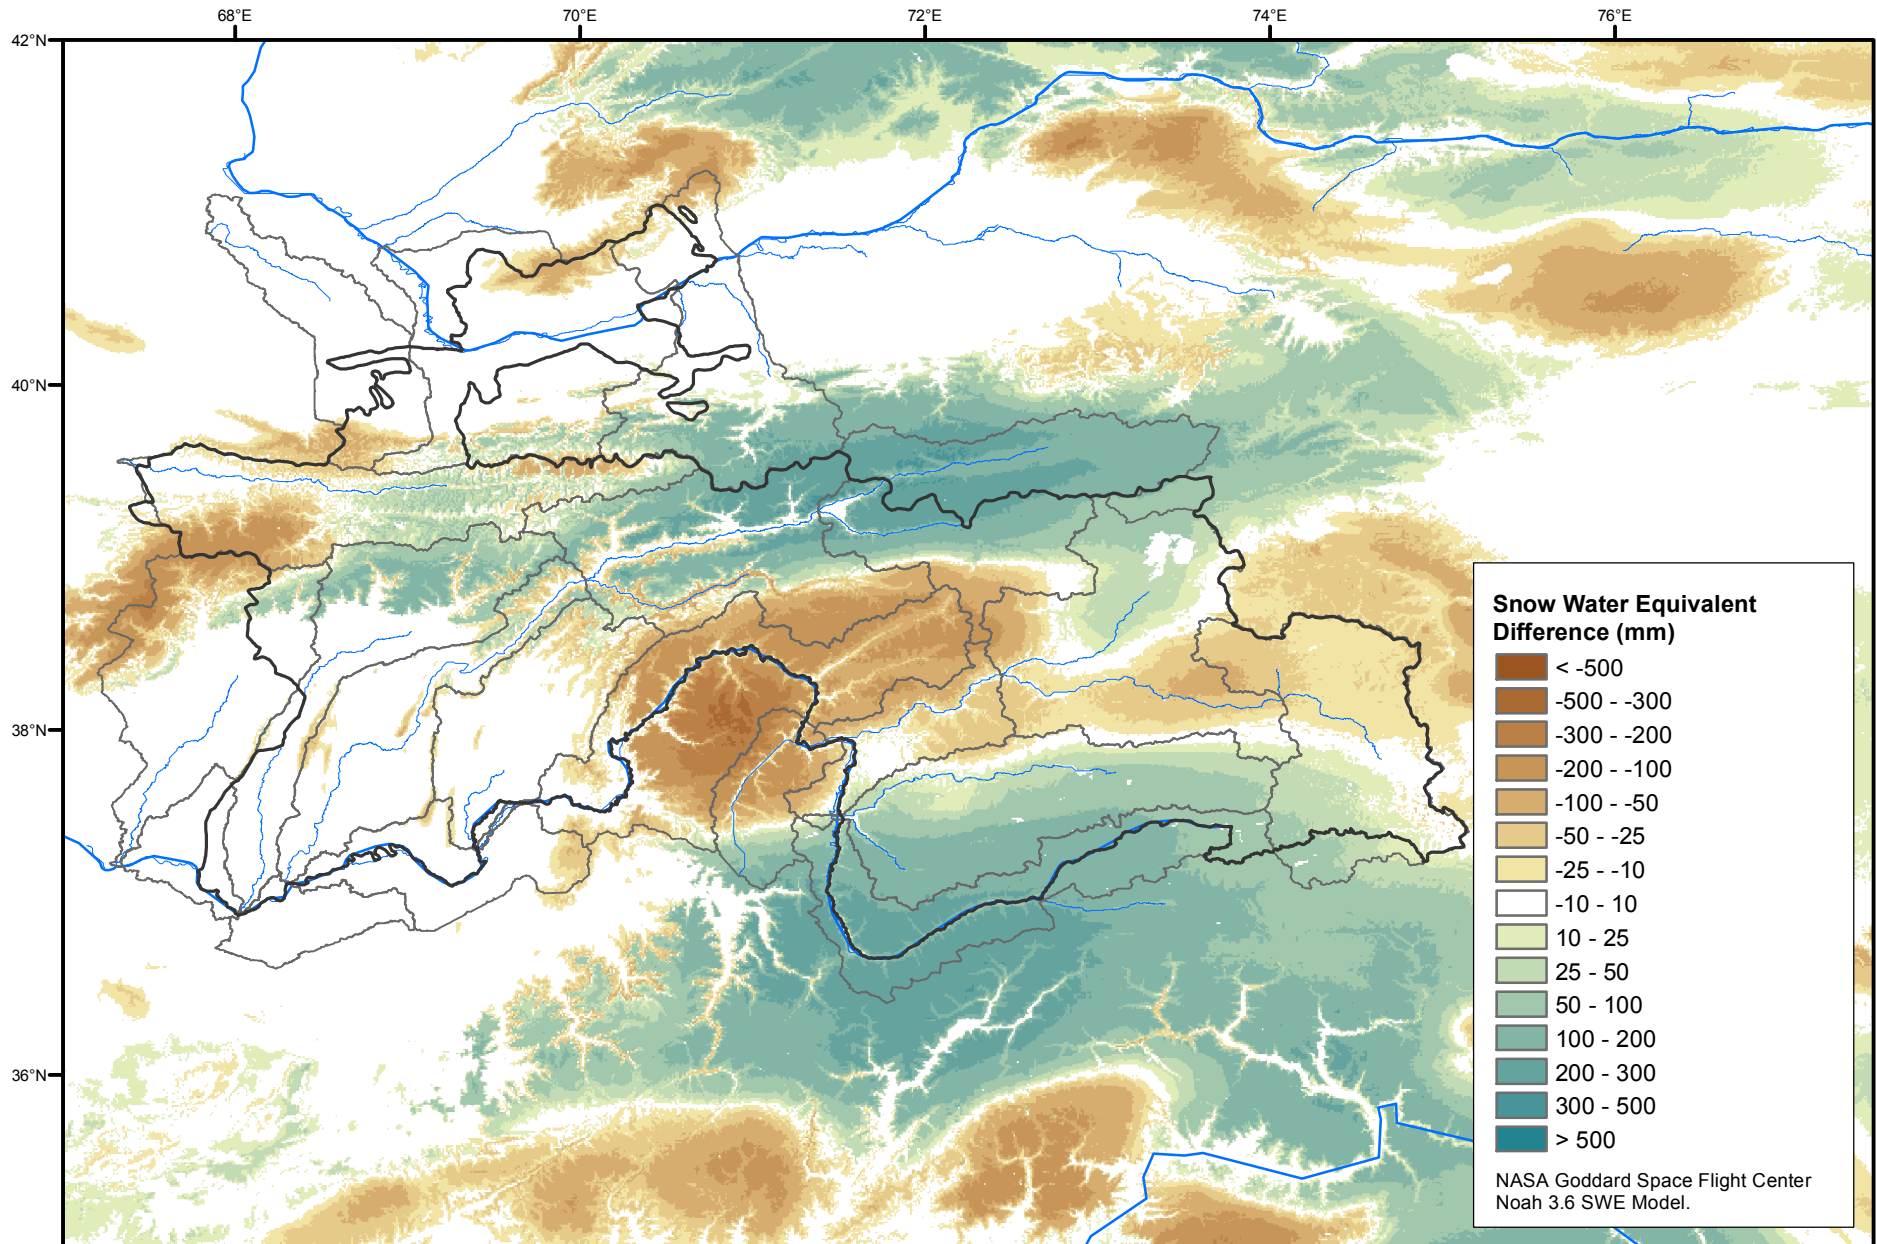 68°E 70°E 72°E 74°E 76°E
42°N
40°N
38°N
36°N
Snow Water Equivalent
Difference (mm)
< -500
-500 - -300
-300 - -200
-200 - -100
-100 - -50
-50 - -25
-25 - -10
-10 - 10
10 - 25
25 - 50
50 - 100
100 - 200
200 - 300
300 - 500
> 500
NASA Goddard Space Flight Center
Noah 3.6 SWE Model.